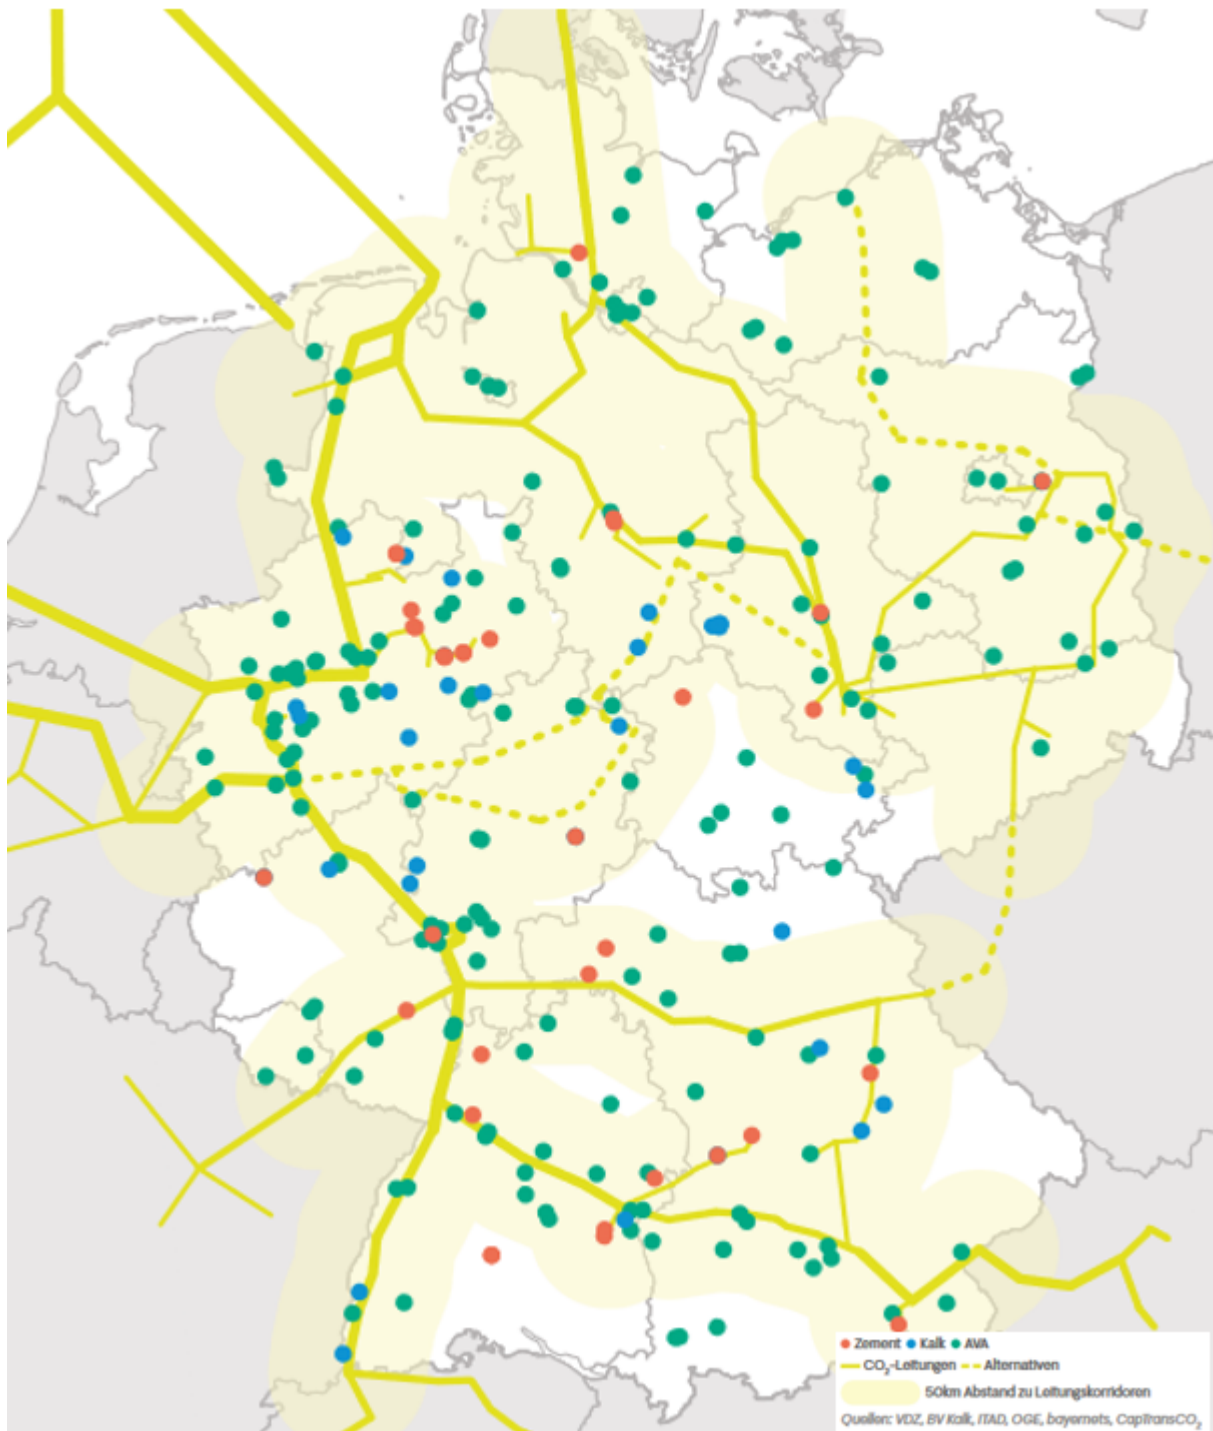 Zement Kalk AVA
CO₂-Leitungen Alternativen
50km Abstand zu Leitungskorridoren
Quellen: VDZ, BV Kalk, ITAD, OGE, bayernets, CapTransCO₂